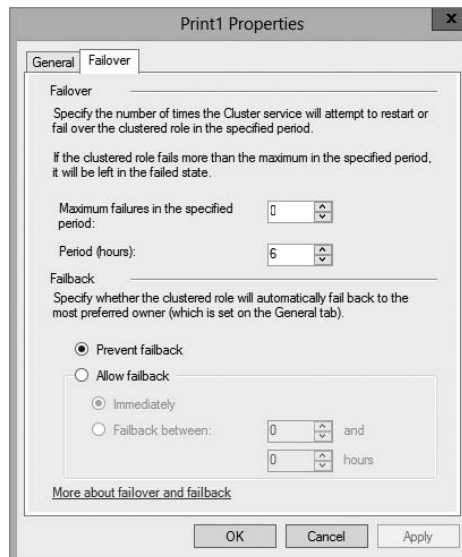 Print1 Properties
x
General
Failover
Failover
Specify the number of times the Cluster service will attempt to restart or
fail over the clustered role in the specified period.
If the clustered role fails more than the maximum in the specified period,
it will be left in the failed state.
Maximum failures in the specified
period:
0
Period (hours):
6
Failback
Specify whether the clustered role will automatically fail back to the
most preferred owner (which is set on the General tab).
Prevent failback
Allow failback
Immediately
Failback between:
0
and
0
hours
More about failover and failback
OK
Cancel
Apply